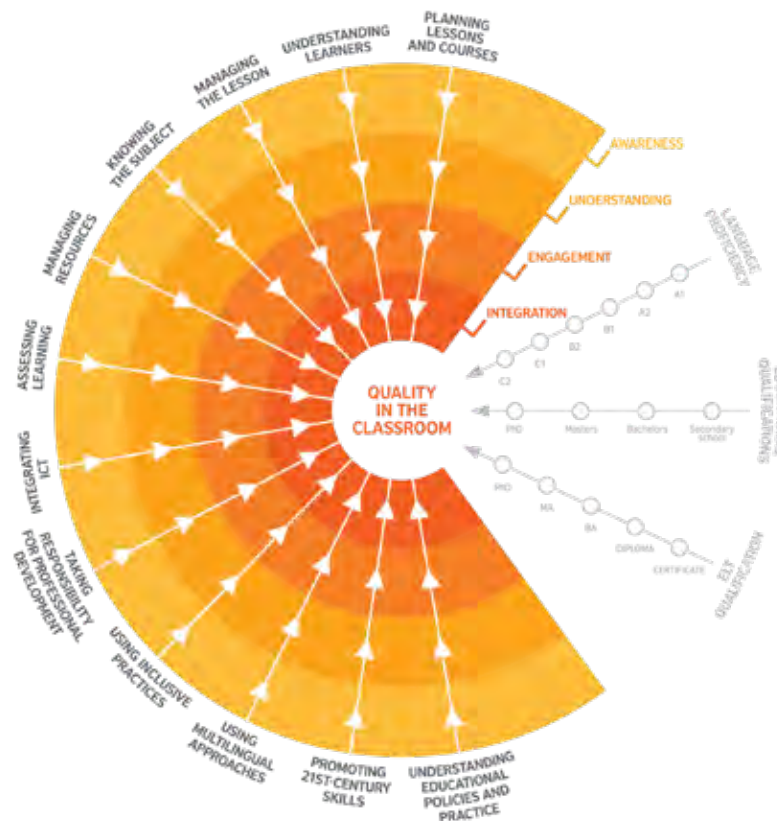 PLANNING
LESSONS
AND COURSES
UNDERSTANDING
LEARNERS
MANAGING
THE LESSON
KNOWING
THE SUBJECT
MANAGING
RESOURCES
ASSESSING
LEARNING
INTEGRATING
ICT
TAKING
RESPONSIBILITY
FOR PROFESSIONAL
DEVELOPMENT
USING INCLUSIVE
PRACTICES
USING
MULTILINGUAL
APPROACHES
PROMOTING
21ST-CENTURY
SKILLS
UNDERSTANDING
EDUCATIONAL
POLICIES AND
PRACTICE
AWARENESS
UNDERSTANDING
ENGAGEMENT
INTEGRATION
QUALITY
IN THE
CLASSROOM
LANGUAGE
PROFICIENCY
C2
C1
B2
B1
A2
A1
QUALIFICATIONS
PhD
Masters
Bachelors
Secondary
school
ELT
QUALIFICATION
PhD
MA
BA
DIPLOMA
CERTIFICATE